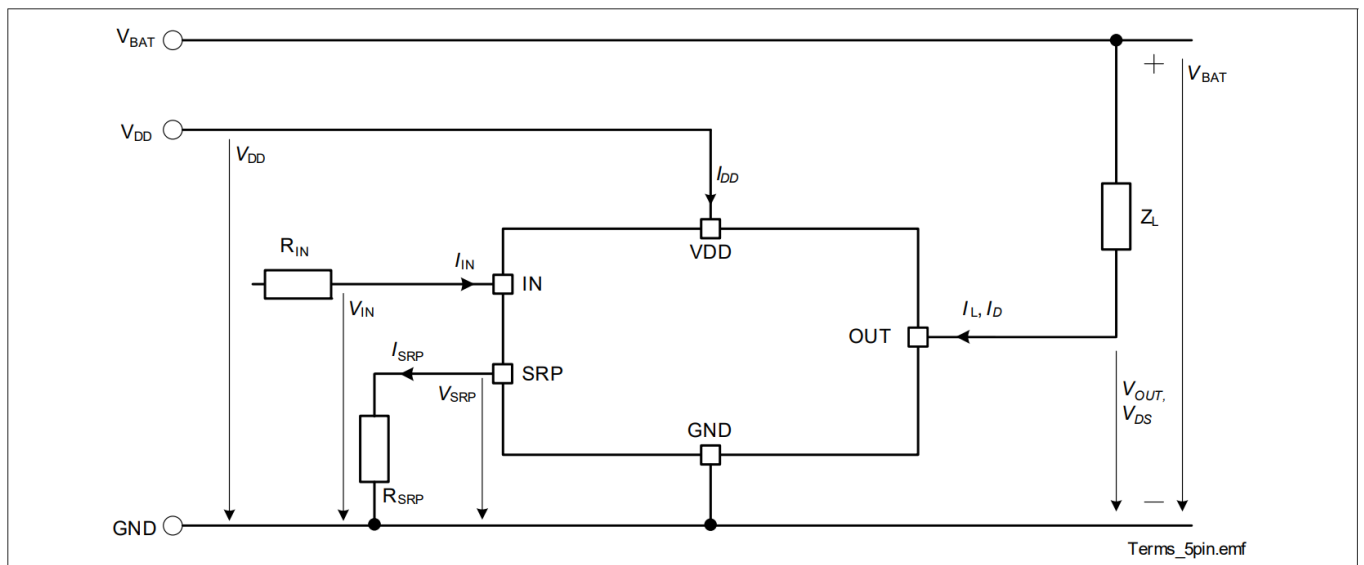 VBAT
VBAT
VDD
VDD
IDD
ZL
RIN
IIN
VDD
IN
VIN
IL, ID
OUT
ISRP
SRP
VSRP
VOUT,
VDS
GND
RSRP
GND
Terms_5pin.emf
+
—